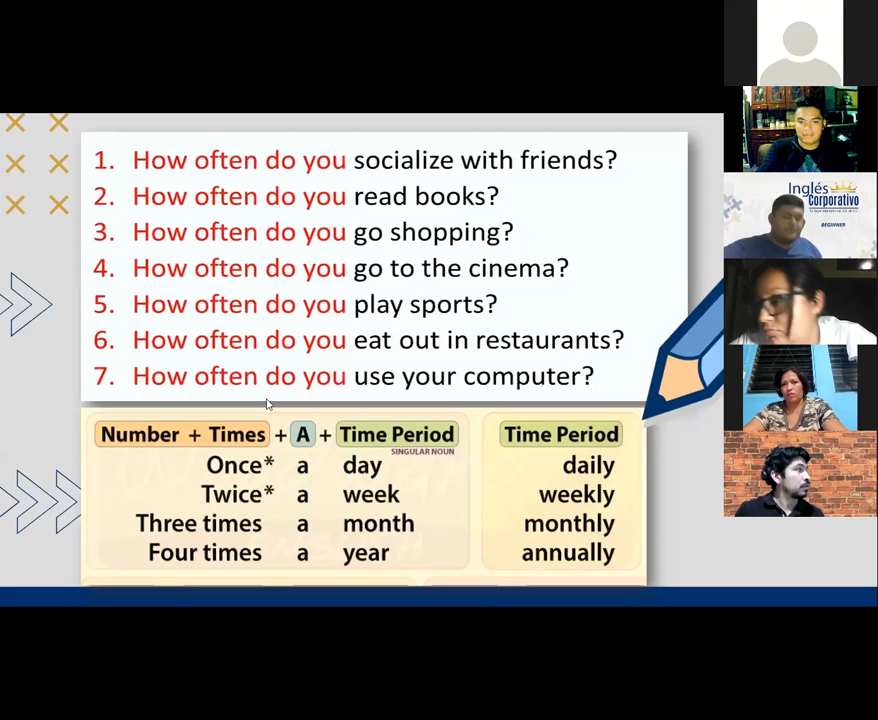 1. How often do you socialize with friends?
2. How often do you read books?
3. How often do you go shopping?
4. How often do you go to the cinema?
5. How often do you play sports?
6. How often do you eat out in restaurants?
7. How often do you use your computer?
Number + Times + A + Time Period
SINGULAR NOUN
Once* a day
Twice* a week
Three times a month
Four times a year
Time Period
daily
weekly
monthly
annually
Inglés
Corporativo
BEGINNER